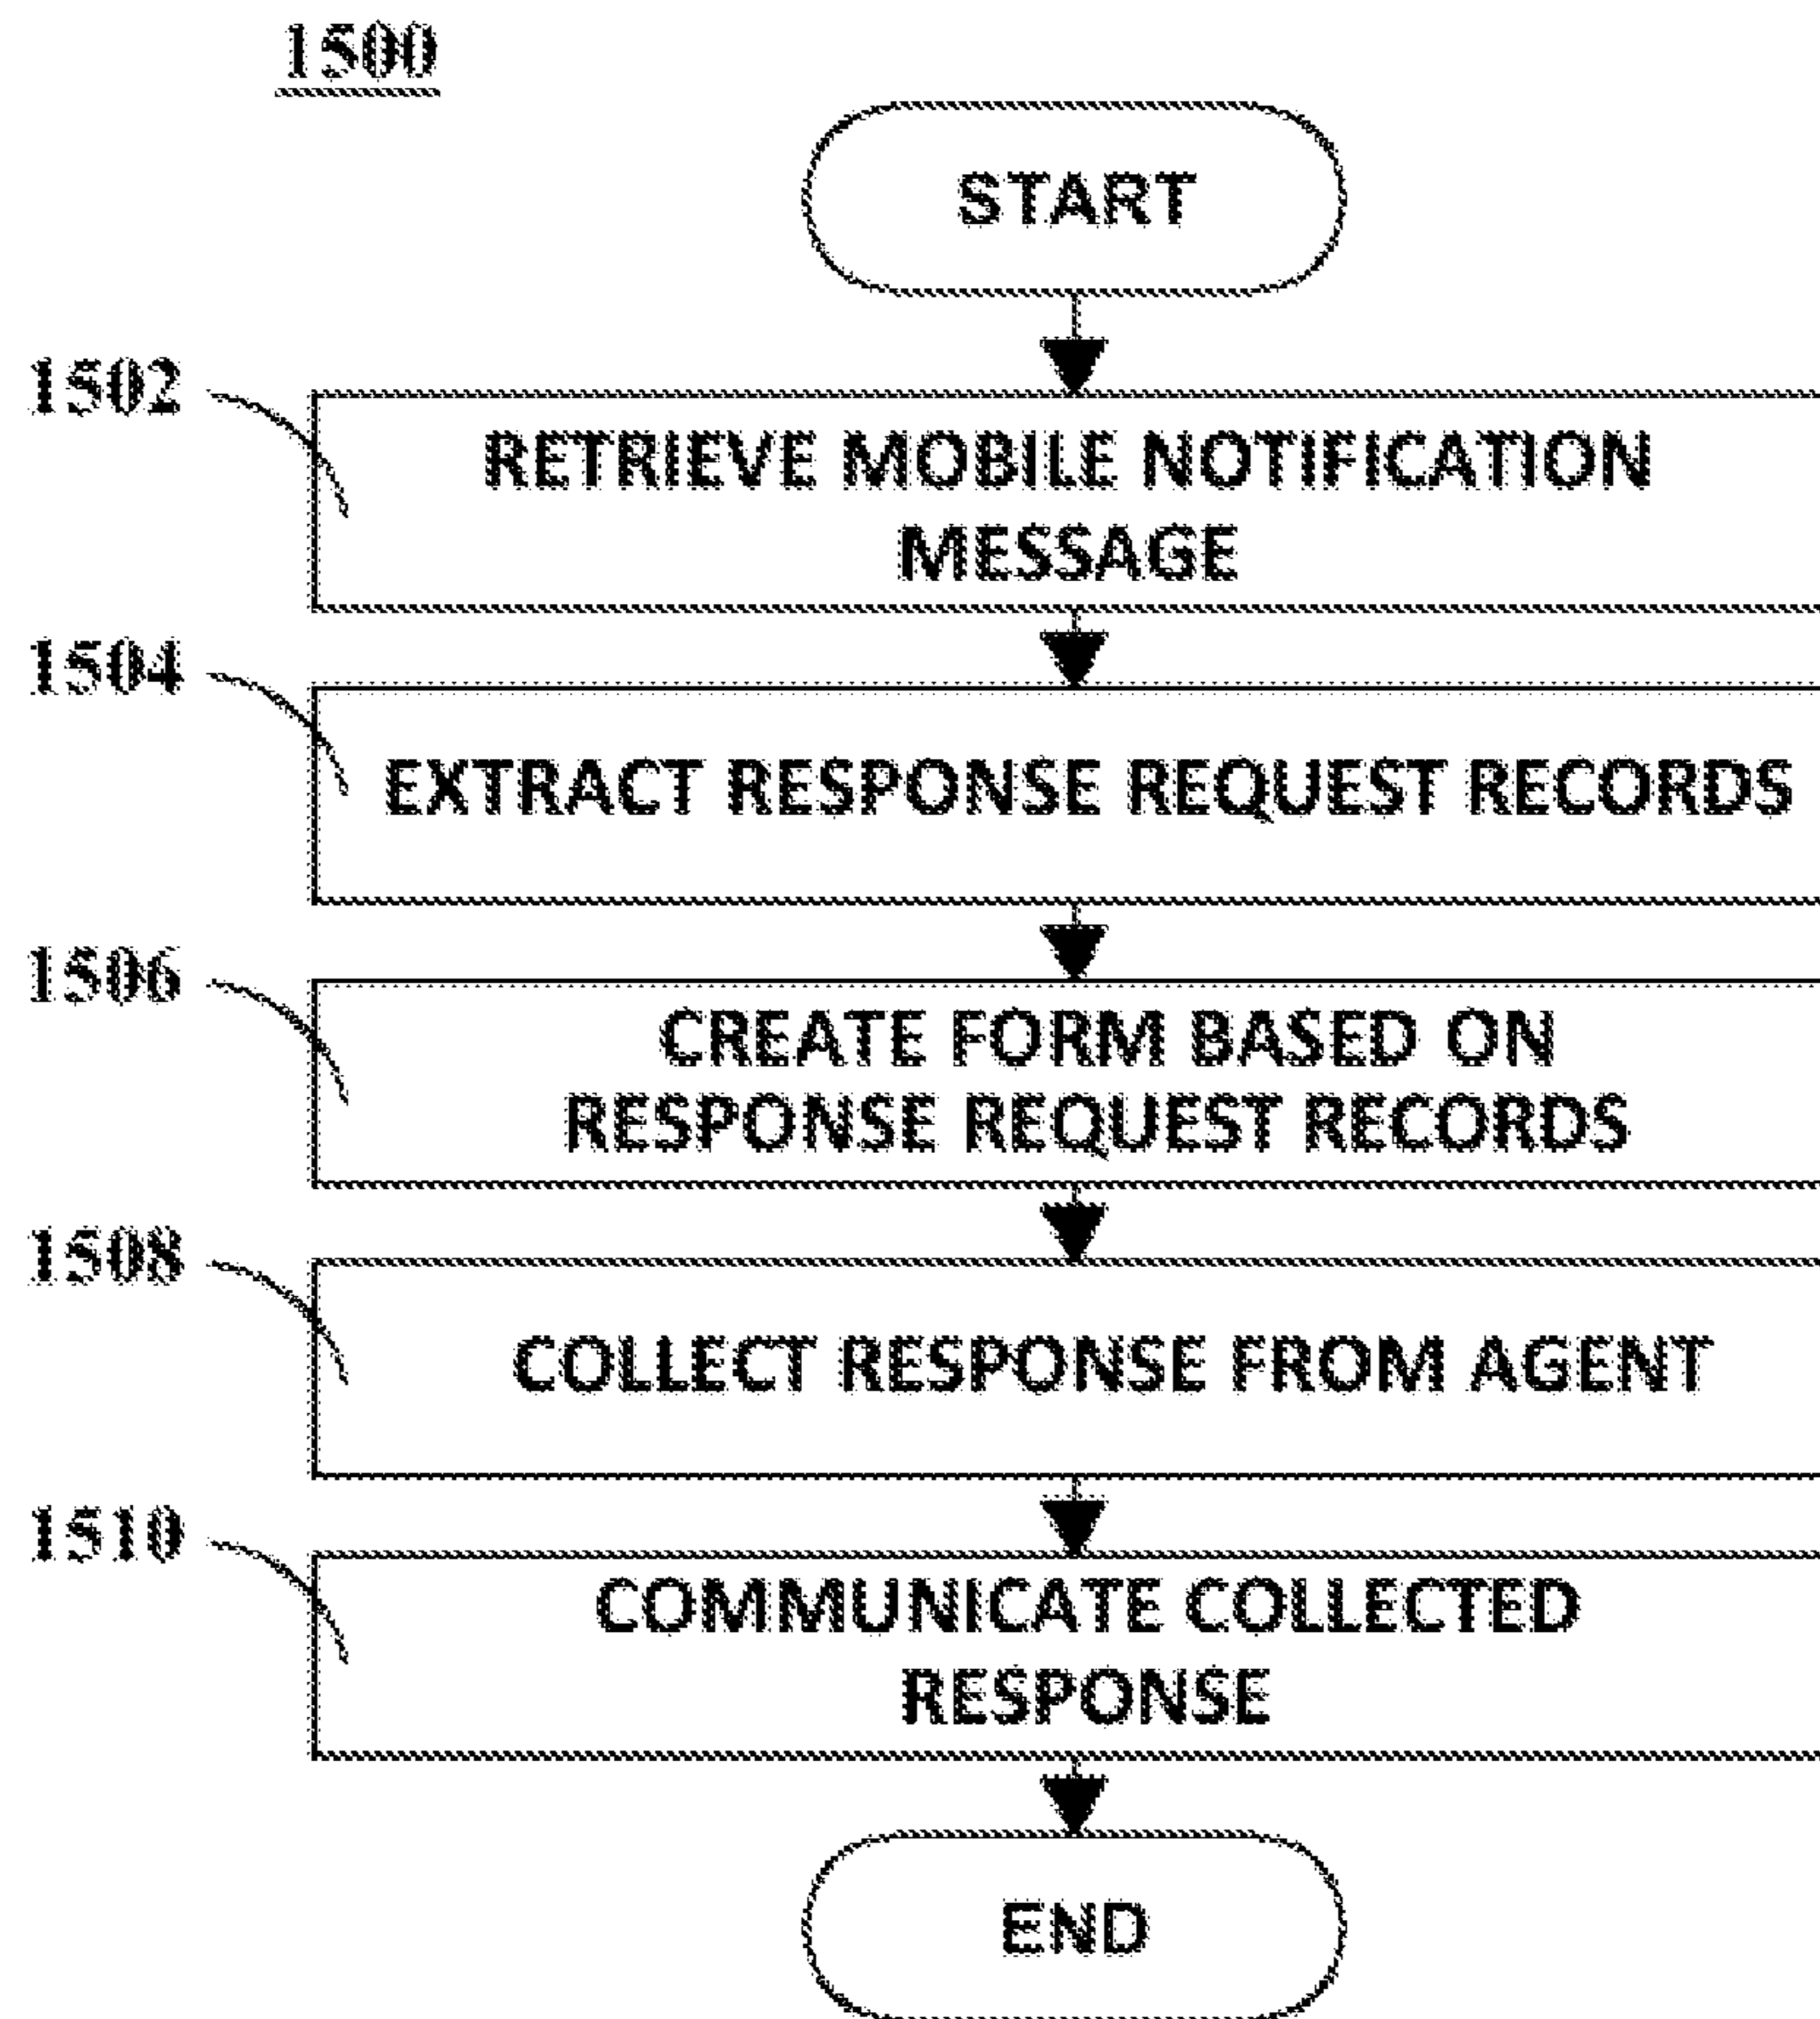 1500
START
1502
RETRIEVE MOBILE NOTIFICATION
MESSAGE
1504
EXTRACT RESPONSE REQUEST RECORDS
1506
CREATE FORM BASED ON
RESPONSE REQUEST RECORDS
1508
COLLECT RESPONSE FROM AGENT
1510
COMMUNICATE COLLECTED
RESPONSE
END